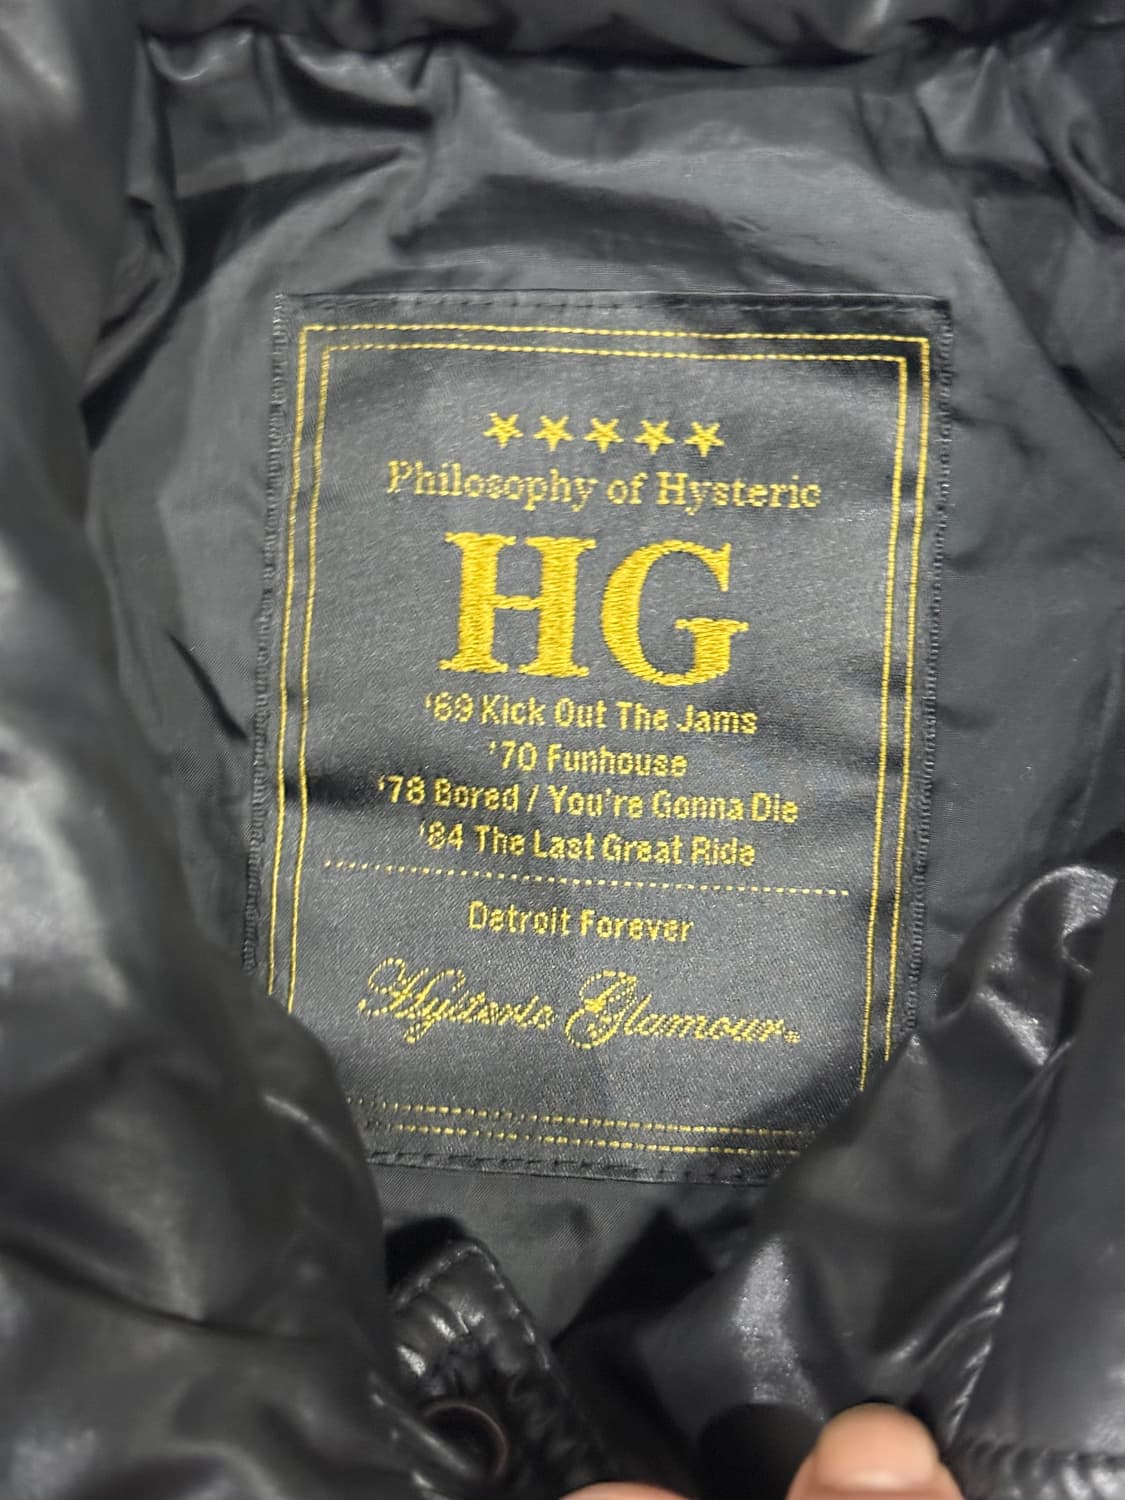 Philosophy of Hysteric
HG
'69 Kick Out The Jams
'70 Funhouse
'78 Bored / You're Gonna Die
'84 The Last Great Ride
Detroit Forever
Hysteric Glamour.